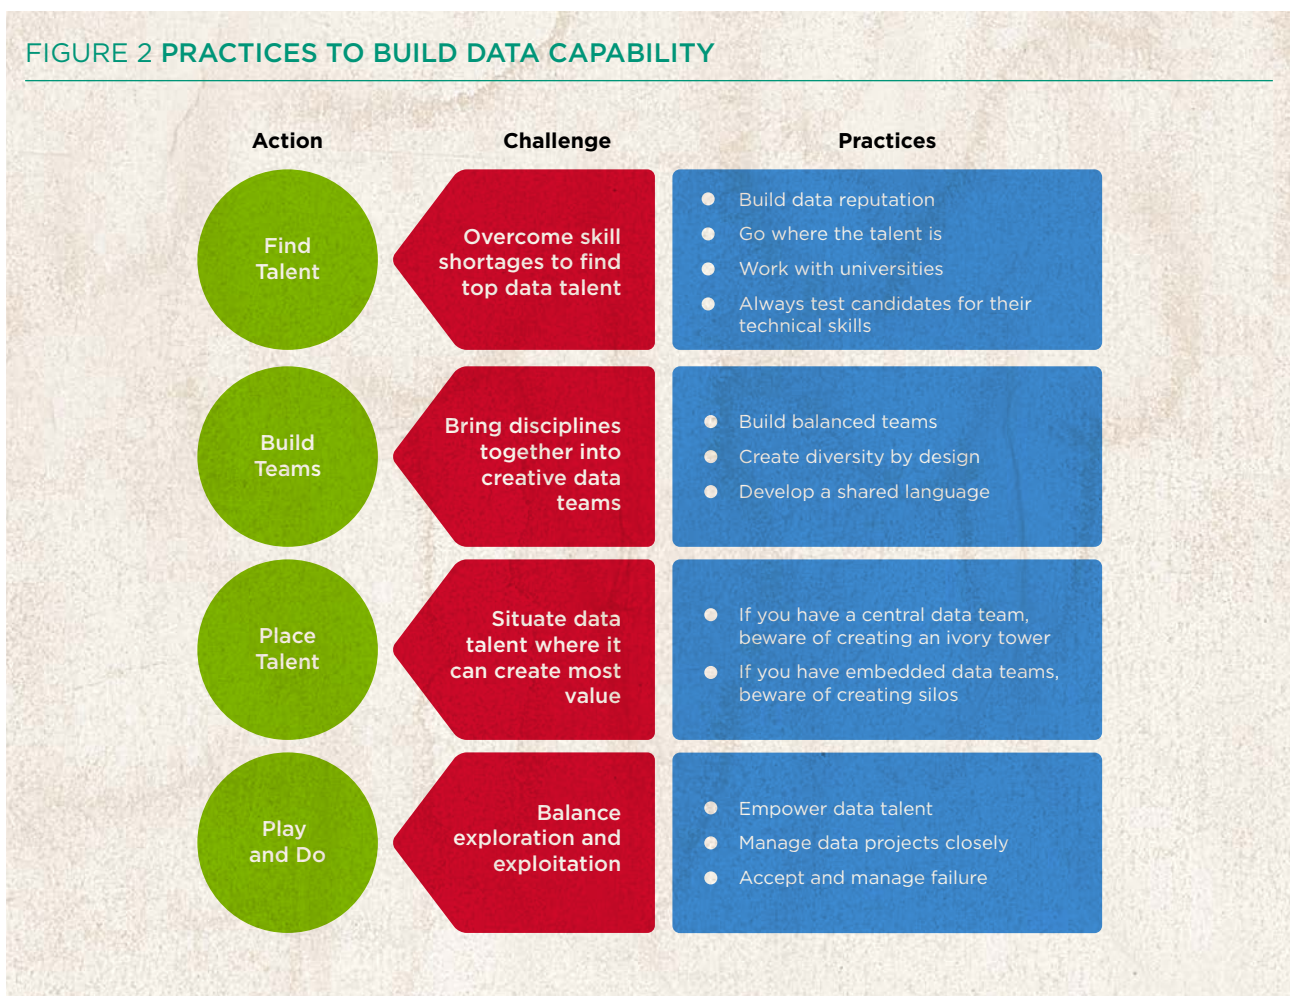 FIGURE 2 PRACTICES TO BUILD DATA CAPABILITY
Action
Challenge
Practices
Find
Talent
Overcome skill
shortages to find
top data talent
Build data reputation
Go where the talent is
Work with universities
Always test candidates for their
technical skills
Build
Teams
Bring disciplines
together into
creative data
teams
Build balanced teams
Create diversity by design
Develop a shared language
Place
Talent
Situate data
talent where it
can create most
value
If you have a central data team,
beware of creating an ivory tower
If you have embedded data teams,
beware of creating silos
Play
and Do
Balance
exploration and
exploitation
Empower data talent
Manage data projects closely
Accept and manage failure